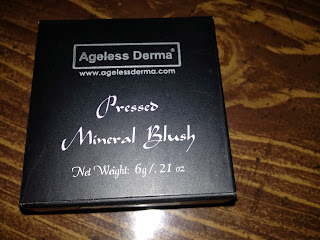 Ageless Derma®
www.agelessderma.com
Pressed
Mineral Blush
Net Weight: 6g/.21 oz